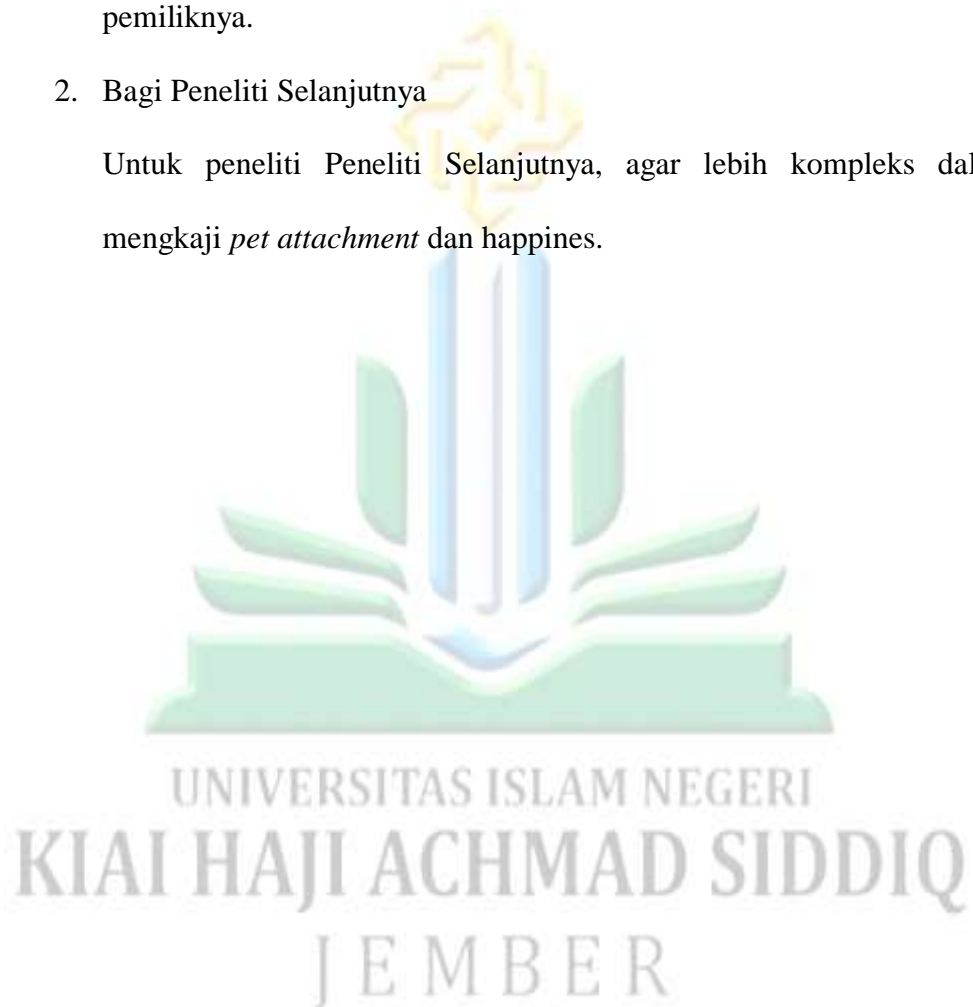 pemiliknya.
2. Bagi Peneliti Selanjutnya
Untuk peneliti Peneliti Selanjutnya, agar lebih kompleks
mengkaji pet attachment dan happines.
UNIVERSITAS ISLAM NEGERI
KIAI HAJI ACHMAD SIDDIQ
JEMBER